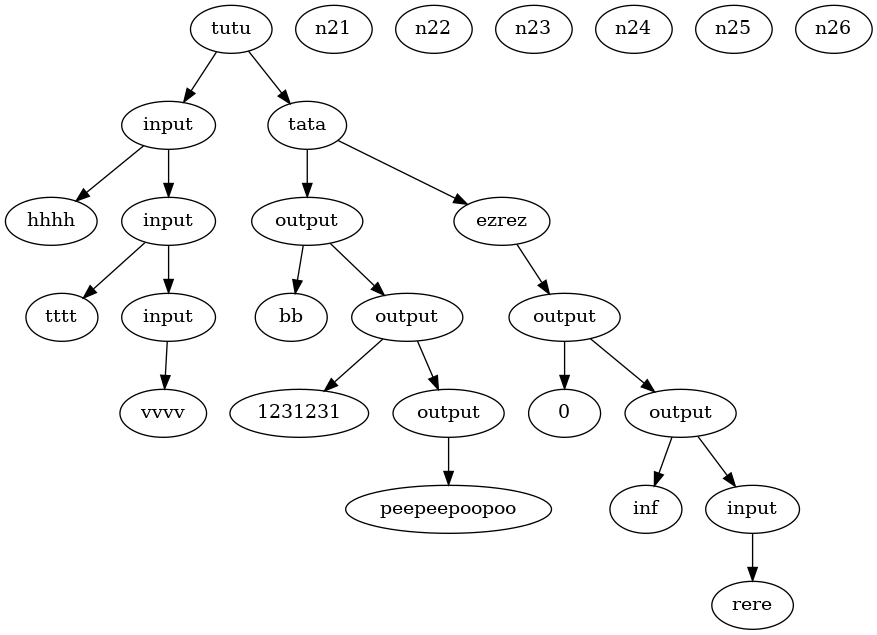 tutu n21 n22 n23 n24 n25 n26
input tata
hhhh input output ezrez
tttt input bb output output
vvvv 1231231 output 0 output
peepeepoopoo inf input
rere